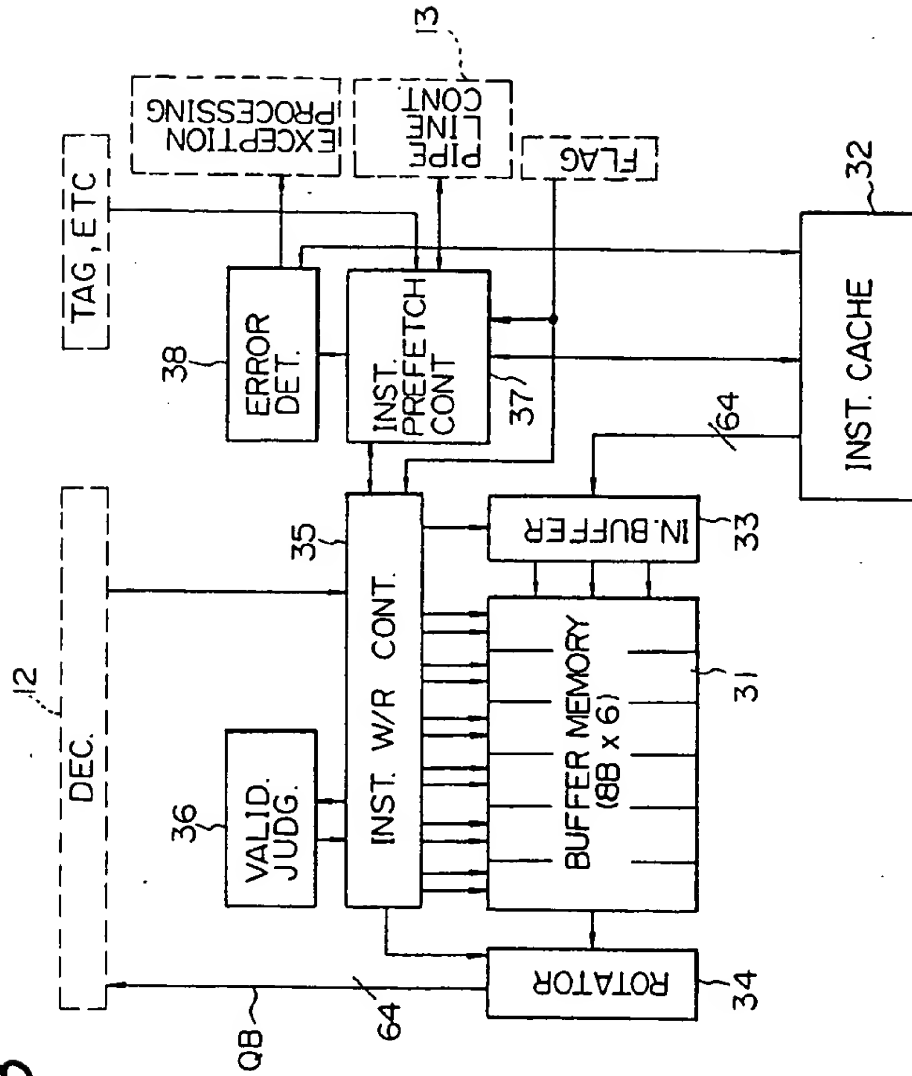 12
DEC.
TAG, ETC
EXCEPTION
PROCESSING
13
PIPE
LINE
CONT
FLAG
38
ERROR
DET.
INST.
PREFETCH
CONT
37
36
VALID.
JUDG.
35
INST. W/R CONT.
IN.BUFFER
33
64
32
INST. CACHE
BUFFER MEMORY
(8B x 6)
31
ROTATOR
34
QB
64